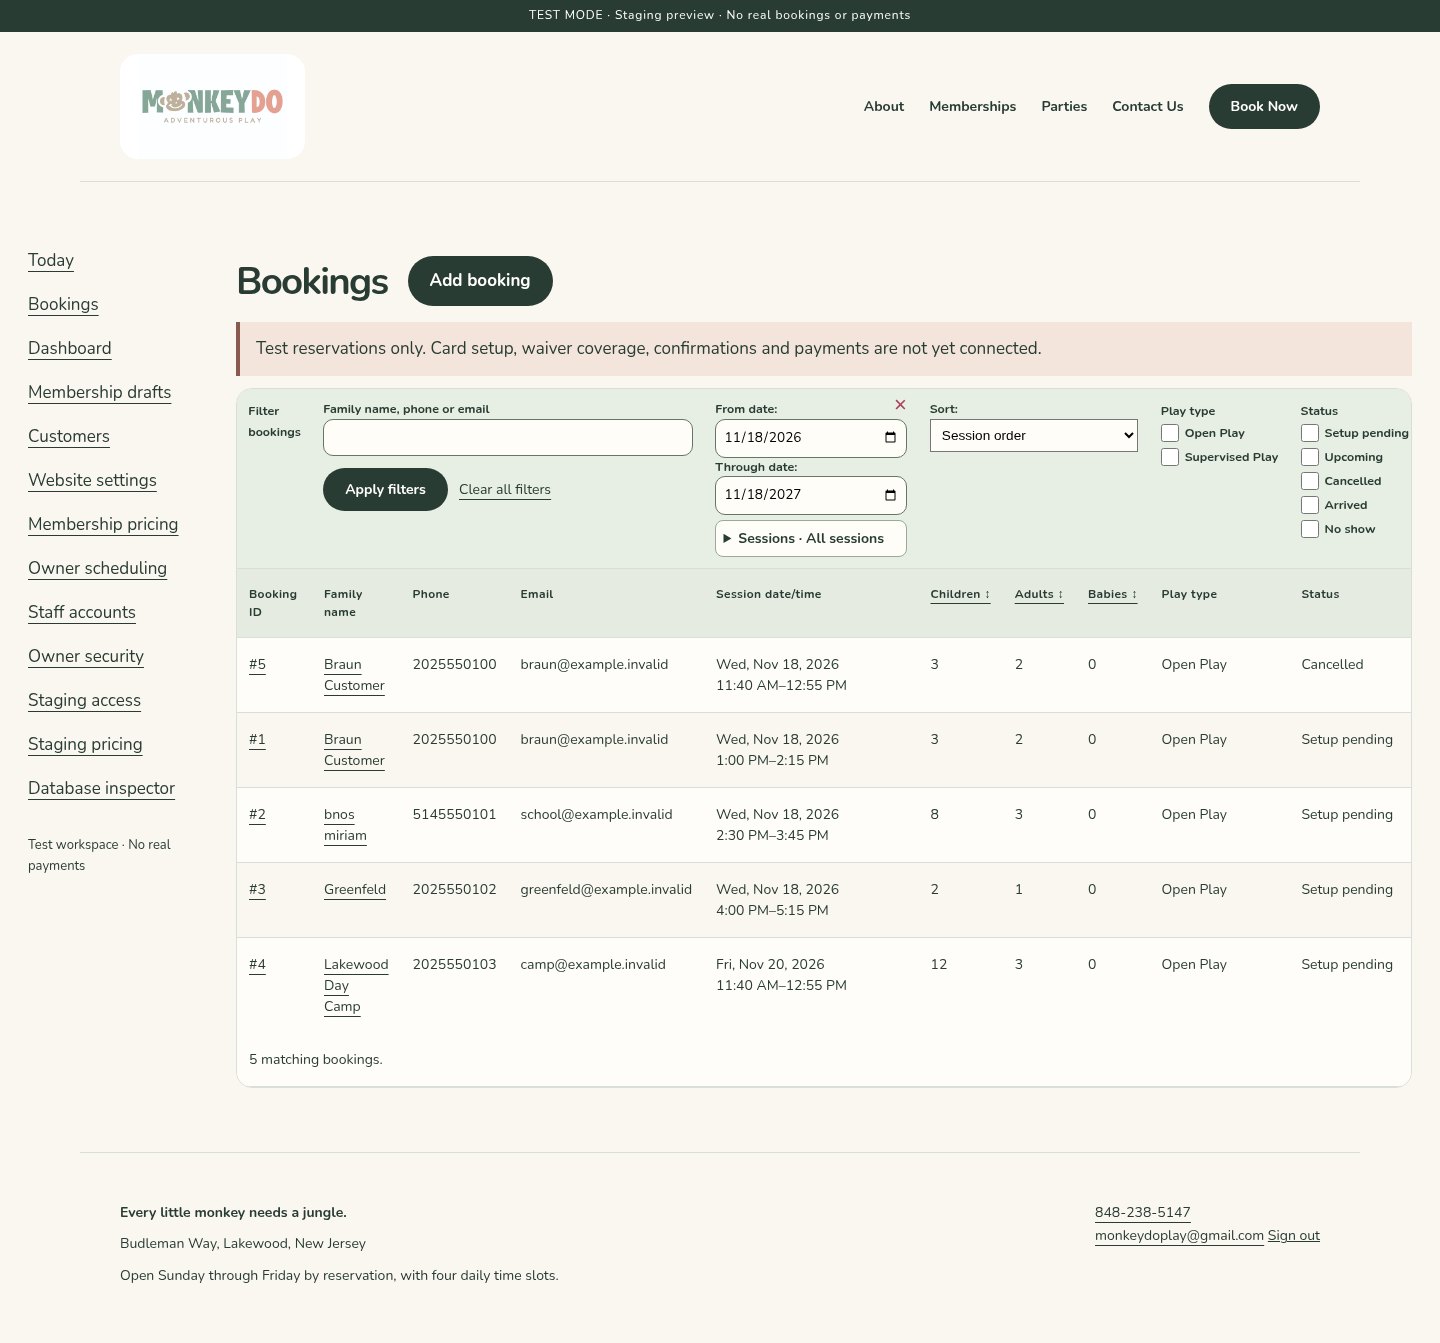 TEST MODE · Staging preview · No real bookings or payments
MONKEYDO
ADVENTUROUS PLAY
About Memberships Parties Contact Us Book Now
Today
Bookings
Dashboard
Membership drafts
Customers
Website settings
Membership pricing
Owner scheduling
Staff accounts
Owner security
Staging access
Staging pricing
Database inspector
Test workspace · No real
payments
Bookings Add booking
Test reservations only. Card setup, waiver coverage, confirmations and payments are not yet connected.
Filter
bookings
Family name, phone or email
Apply filters Clear all filters
From date: ✕
11/18/2026
Through date:
11/18/2027
▶ Sessions · All sessions
Sort:
Session order
Play type
Open Play
Supervised Play
Status
Setup pending
Upcoming
Cancelled
Arrived
No show
Booking ID Family name Phone Email Session date/time Children ↕ Adults ↕ Babies ↕ Play type Status
#5 Braun Customer 2025550100 braun@example.invalid Wed, Nov 18, 2026 11:40 AM–12:55 PM 3 2 0 Open Play Cancelled
#1 Braun Customer 2025550100 braun@example.invalid Wed, Nov 18, 2026 1:00 PM–2:15 PM 3 2 0 Open Play Setup pending
#2 bnos miriam 5145550101 school@example.invalid Wed, Nov 18, 2026 2:30 PM–3:45 PM 8 3 0 Open Play Setup pending
#3 Greenfeld 2025550102 greenfeld@example.invalid Wed, Nov 18, 2026 4:00 PM–5:15 PM 2 1 0 Open Play Setup pending
#4 Lakewood Day Camp 2025550103 camp@example.invalid Fri, Nov 20, 2026 11:40 AM–12:55 PM 12 3 0 Open Play Setup pending
5 matching bookings.
Every little monkey needs a jungle.
Budleman Way, Lakewood, New Jersey
Open Sunday through Friday by reservation, with four daily time slots.
848-238-5147
monkeydoplay@gmail.com Sign out